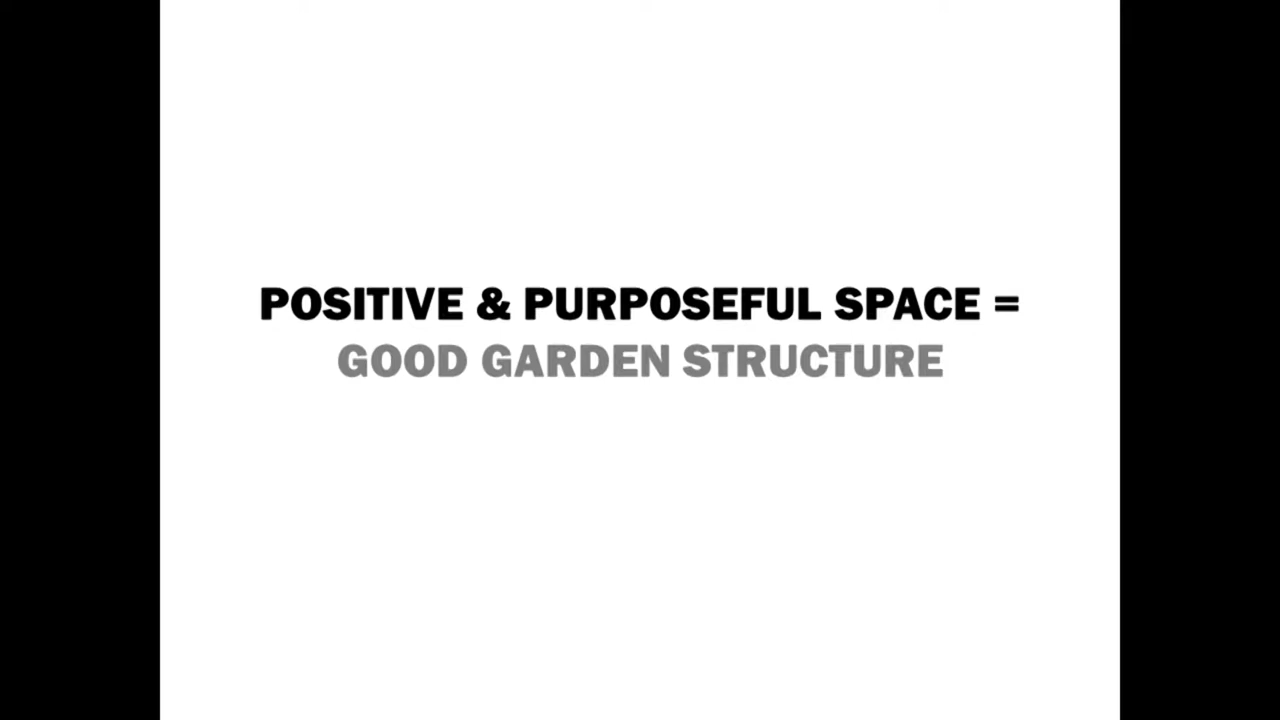 POSITIVE & PURPOSEFUL SPACE =
GOOD GARDEN STRUCTURE